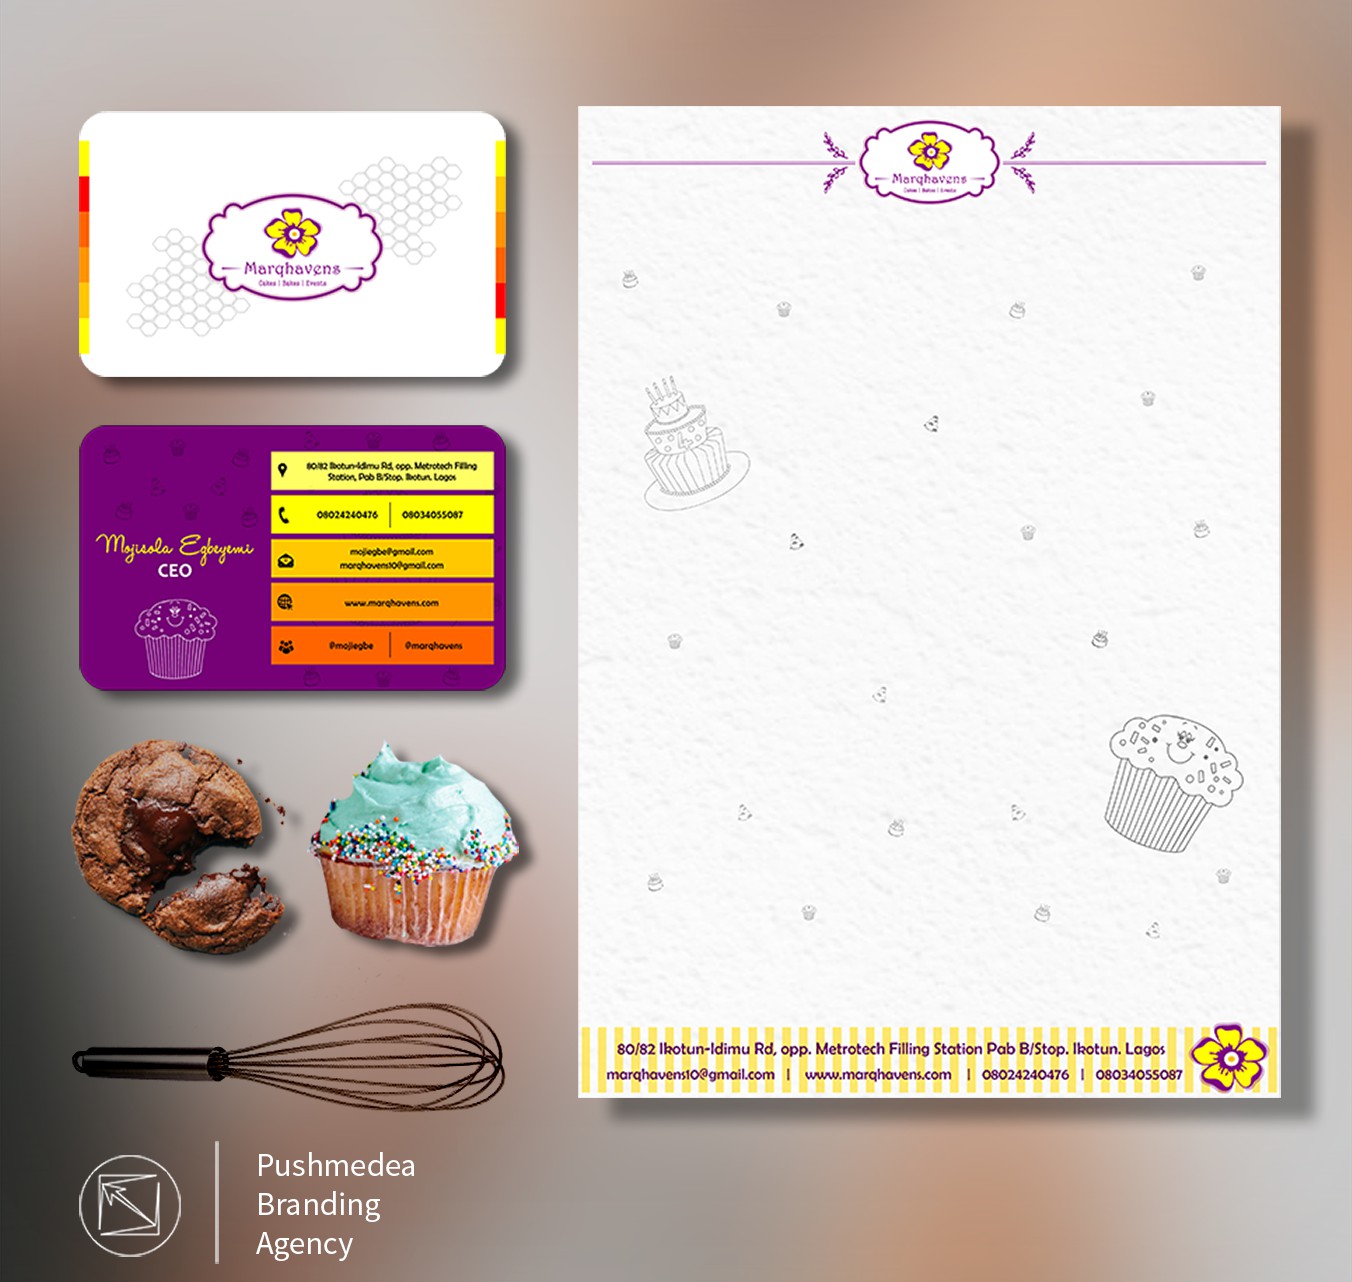 Marqhavens
Cakes | Bakes | Events
Mojisola Egbeyemi
CEO
80/82 Ikotun-Idimu Rd, opp. Metrotech Filling
Station, Pab B/Stop. Ikotun. Lagos
08024240476 | 08034055087
mojiegbe@gmail.com
marqhavens10@gmail.com
www.marqhavens.com
@mojiegbe | @marqhavens
Marqhavens
Cakes | Bakes | Events
80/82 Ikotun-Idimu Rd, opp. Metrotech Filling Station Pab B/Stop. Ikotun. Lagos
marqhavens10@gmail.com | www.marqhavens.com | 08024240476 | 08034055087
Pushmedea
Branding
Agency